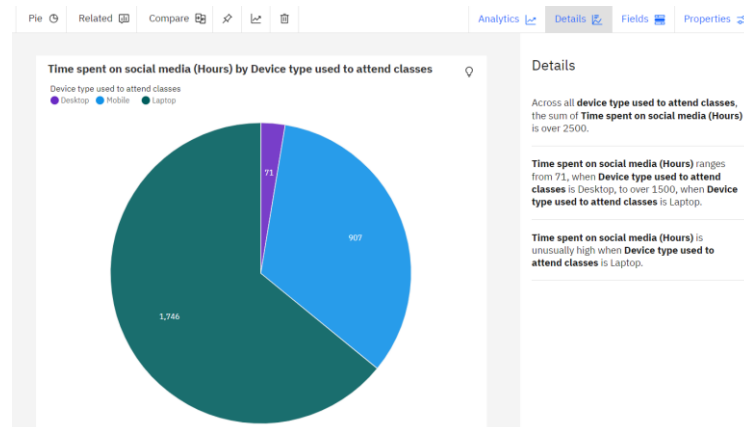 Pie Related Compare Analytics Details Fields Properties
Time spent on social media (Hours) by Device type used to attend classes
Device type used to attend classes
Desktop Mobile Laptop
71
907
1,746
Details
Across all device type used to attend classes,
the sum of Time spent on social media (Hours)
is over 2500.
Time spent on social media (Hours) ranges
from 71, when Device type used to attend
classes is Desktop, to over 1500, when Device
type used to attend classes is Laptop.
Time spent on social media (Hours) is
unusually high when Device type used to
attend classes is Laptop.